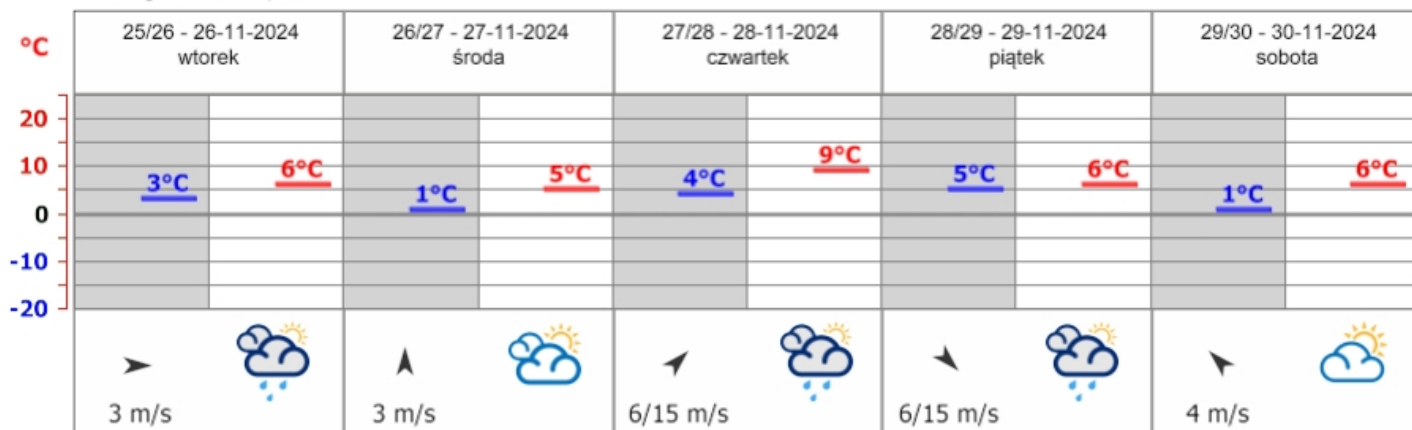 °C
25/26 - 26-11-2024
wtorek
26/27 - 27-11-2024
środa
27/28 - 28-11-2024
czwartek
28/29 - 29-11-2024
piątek
29/30 - 30-11-2024
sobota
20
10
0
-10
-20
3°C
6°C
1°C
5°C
4°C
9°C
5°C
6°C
1°C
6°C
3 m/s
3 m/s
6/15 m/s
6/15 m/s
4 m/s